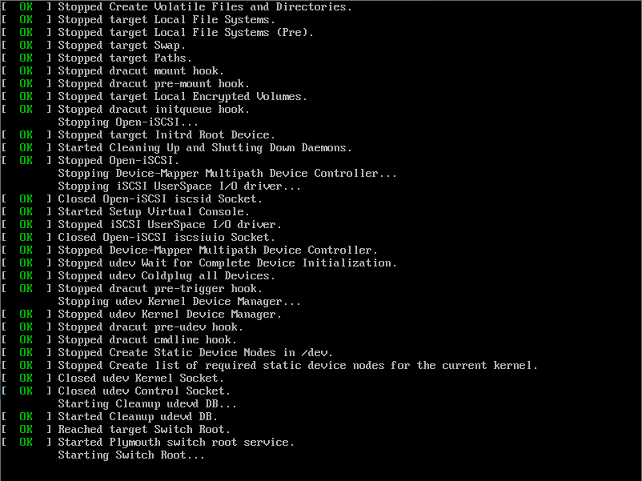 [  OK  ] Stopped Create Volatile Files and Directories.
[  OK  ] Stopped target Local File Systems.
[  OK  ] Stopped target Local File Systems (Pre).
[  OK  ] Stopped target Swap.
[  OK  ] Stopped target Paths.
[  OK  ] Stopped dracut mount hook.
[  OK  ] Stopped dracut pre-mount hook.
[  OK  ] Stopped target Local Encrypted Volumes.
[  OK  ] Stopped dracut initqueue hook.
         Stopping Open-iSCSI...
[  OK  ] Stopped target Initrd Root Device.
[  OK  ] Started Cleaning Up and Shutting Down Daemons.
[  OK  ] Stopped Open-iSCSI.
         Stopping Device-Mapper Multipath Device Controller...
         Stopping iSCSI UserSpace I/O driver...
[  OK  ] Closed Open-iSCSI iscsid Socket.
[  OK  ] Started Setup Virtual Console.
[  OK  ] Stopped iSCSI UserSpace I/O driver.
[  OK  ] Closed Open-iSCSI iscsiuio Socket.
[  OK  ] Stopped Device-Mapper Multipath Device Controller.
[  OK  ] Stopped udev Wait for Complete Device Initialization.
[  OK  ] Stopped udev Coldplug all Devices.
[  OK  ] Stopped dracut pre-trigger hook.
         Stopping udev Kernel Device Manager...
[  OK  ] Stopped udev Kernel Device Manager.
[  OK  ] Stopped dracut pre-udev hook.
[  OK  ] Stopped dracut cmdline hook.
[  OK  ] Stopped Create Static Device Nodes in /dev.
[  OK  ] Stopped Create list of required static device nodes for the current kernel.
[  OK  ] Closed udev Kernel Socket.
[  OK  ] Closed udev Control Socket.
         Starting Cleanup udevd DB...
[  OK  ] Started Cleanup udevd DB.
[  OK  ] Reached target Switch Root.
[  OK  ] Started Plymouth switch root service.
         Starting Switch Root...